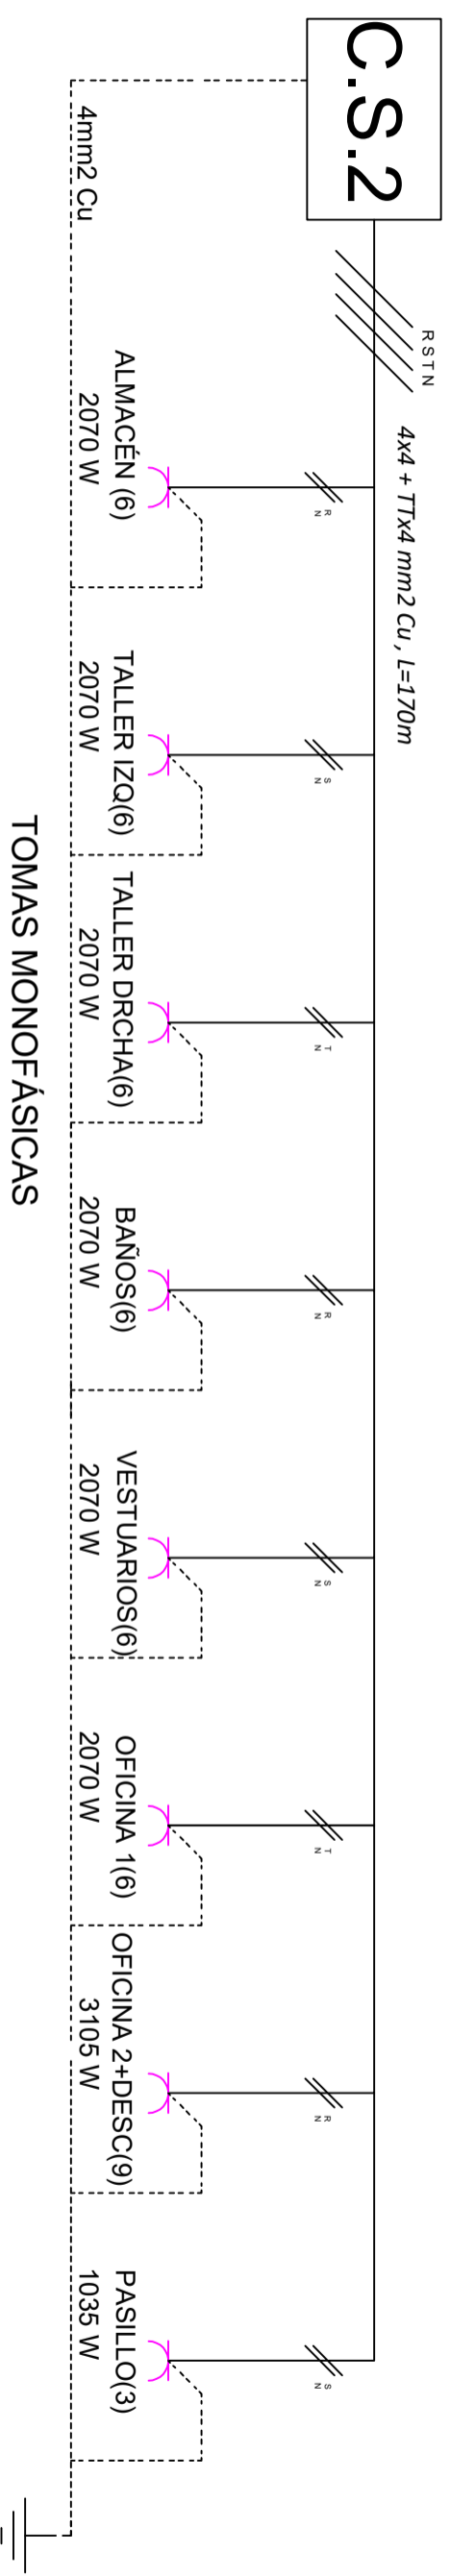 C.S.2
R S T N
4x4 + TTx4 mm2 Cu , L=170m
4mm2 Cu
R
N
ALMACÉN (6)
2070 W
S
N
TALLER IZQ(6)
2070 W
T
N
TALLER DRCHA(6)
2070 W
R
N
BAÑOS(6)
2070 W
S
N
VESTUARIOS(6)
2070 W
T
N
OFICINA 1(6)
2070 W
R
N
OFICINA 2+DESC(9)
3105 W
S
N
PASILLO(3)
1035 W
TOMAS MONOFÁSICAS